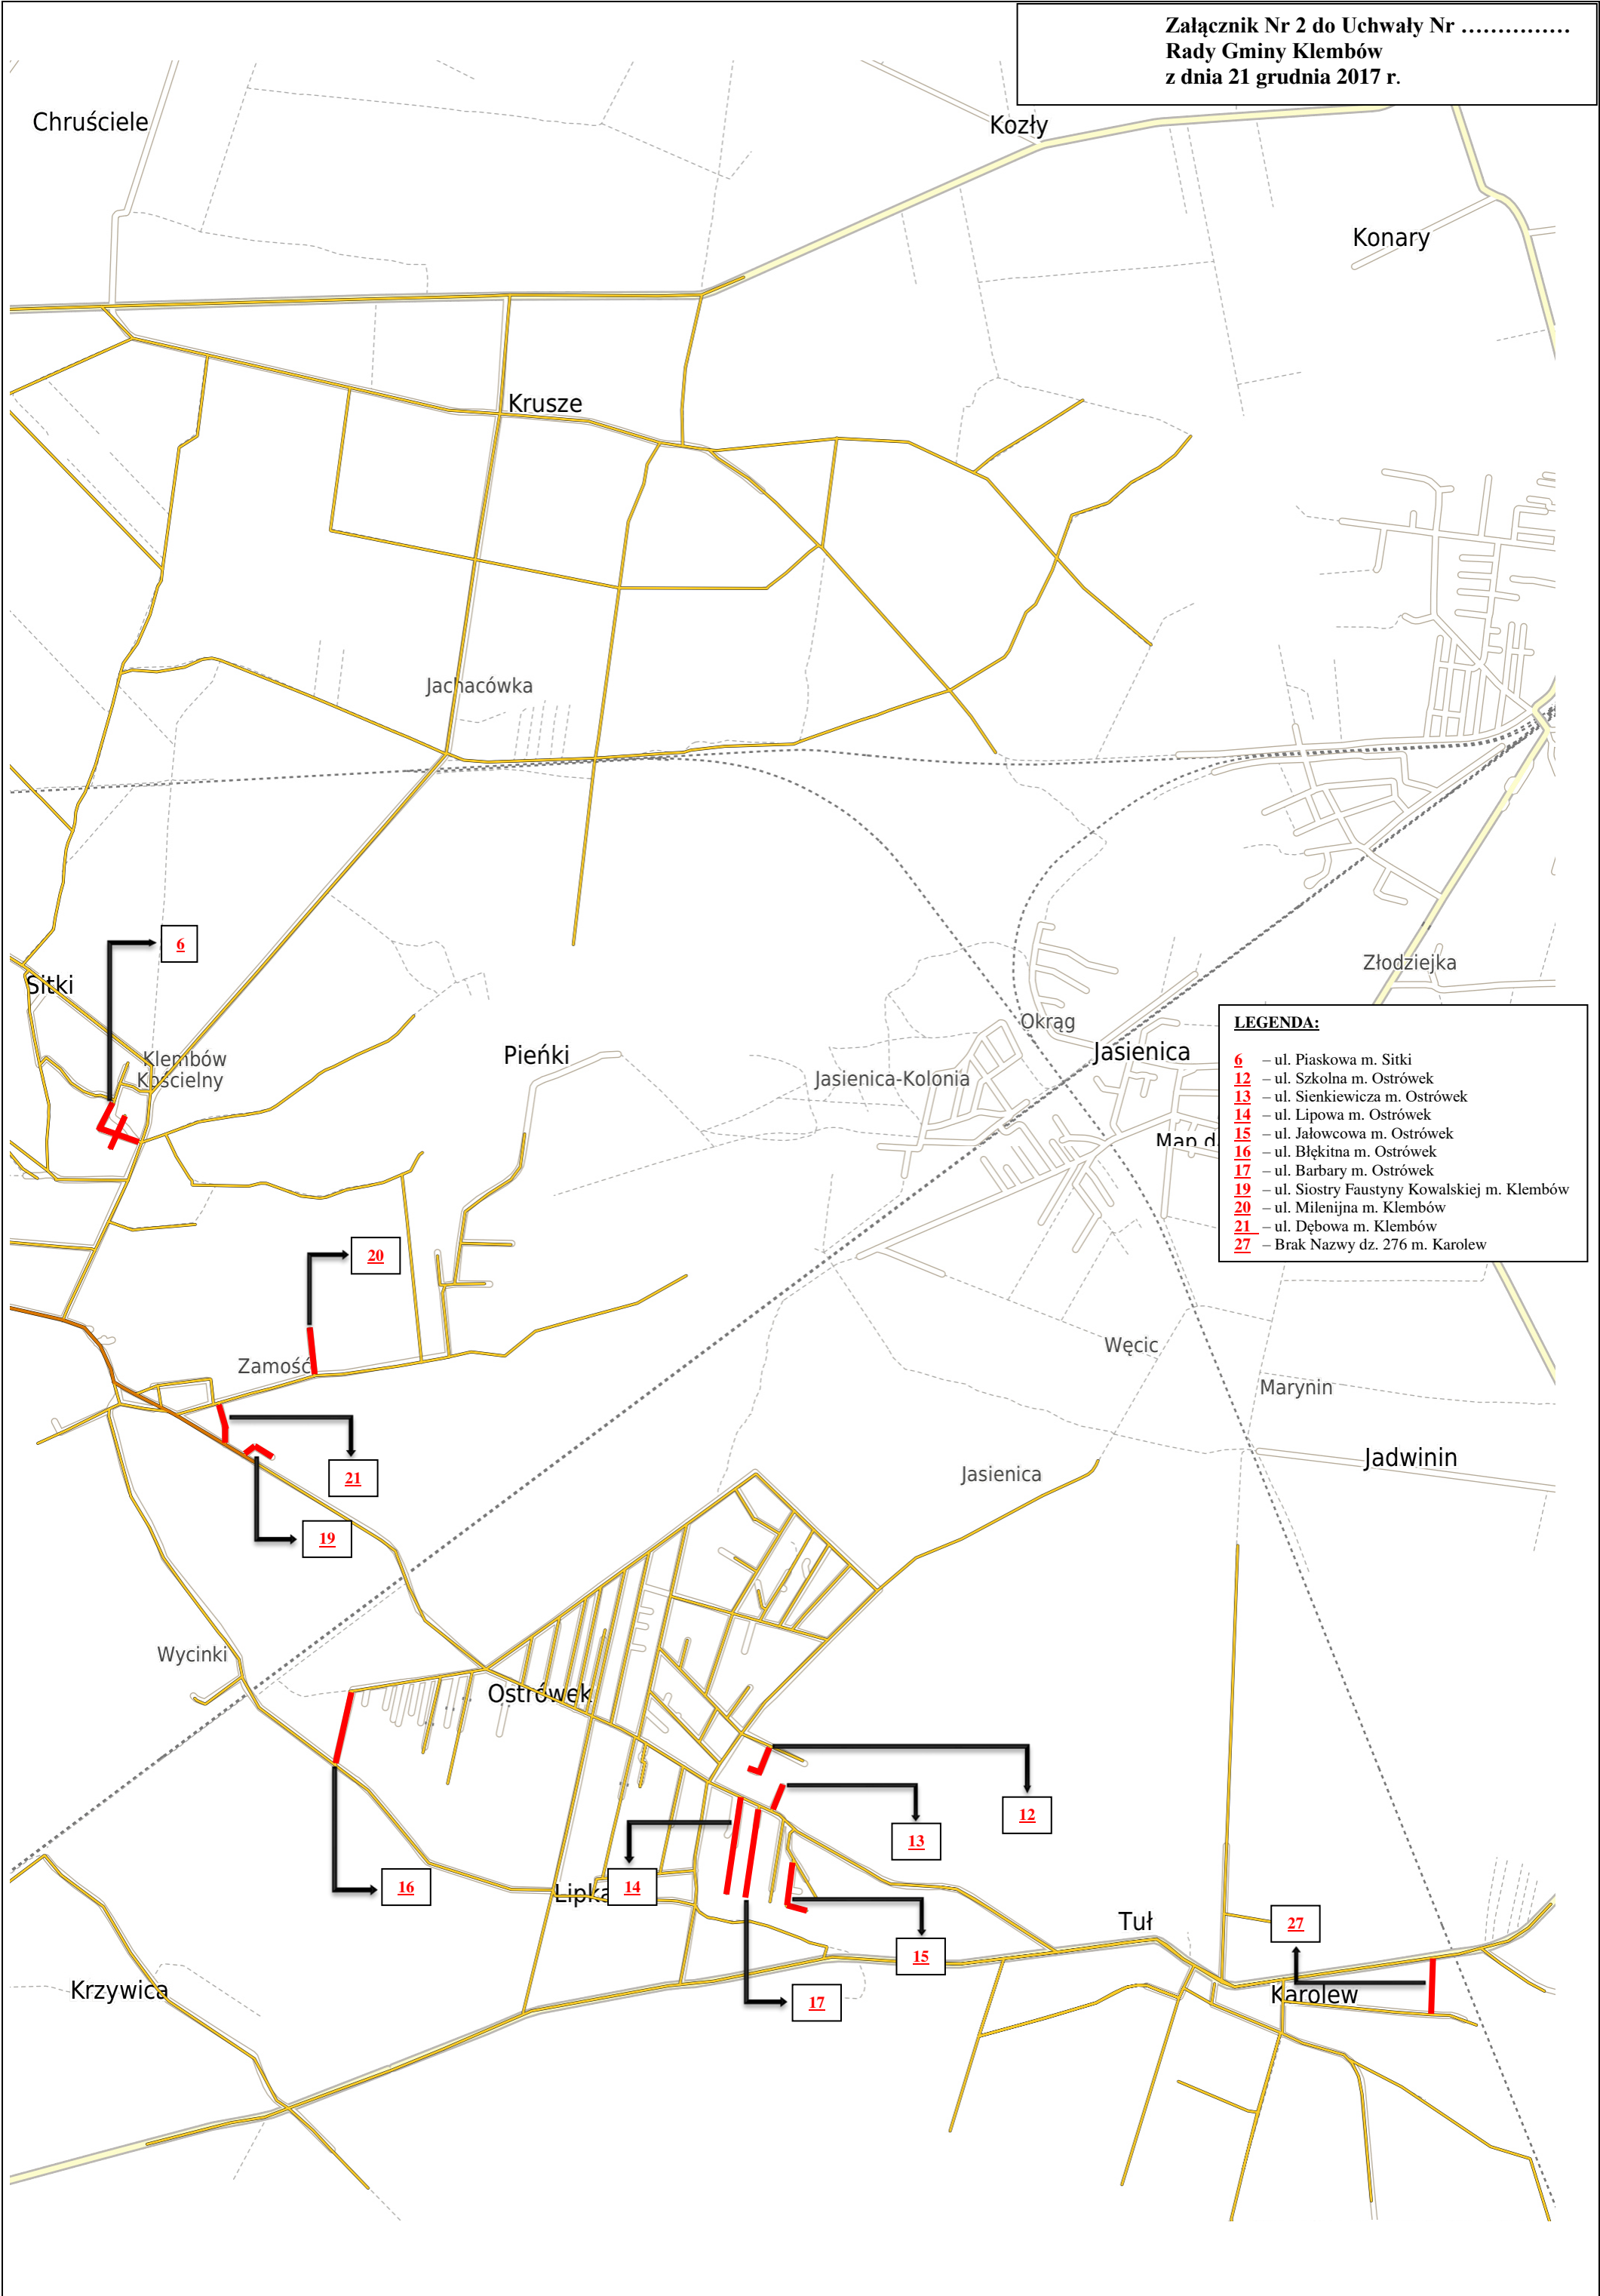 Załącznik Nr 2 do Uchwały Nr ……………
Rady Gminy Klembów
z dnia 21 grudnia 2017 r.
Chruściele
Kozły
Konary
Krusze
Jachacówka
6
Sitki
Złodziejka
Okrąg
Klembów
Kościelny
Pieńki
Jasienica
Jasienica-Kolonia
Map d
LEGENDA:
6 – ul. Piaskowa m. Sitki
12 – ul. Szkolna m. Ostrówek
13 – ul. Sienkiewicza m. Ostrówek
14 – ul. Lipowa m. Ostrówek
15 – ul. Jałowcowa m. Ostrówek
16 – ul. Błękitna m. Ostrówek
17 – ul. Barbary m. Ostrówek
19 – ul. Siostry Faustyny Kowalskiej m. Klembów
20 – ul. Milenijna m. Klembów
21 – ul. Dębowa m. Klembów
27 – Brak Nazwy dz. 276 m. Karolew
20
Węcic
Zamość
Marynin
21
Jasienica
Jadwinin
19
Wycinki
Ostrówek
12
13
16
Lipka
14
Tuł
27
15
Krzywica
Karolew
17